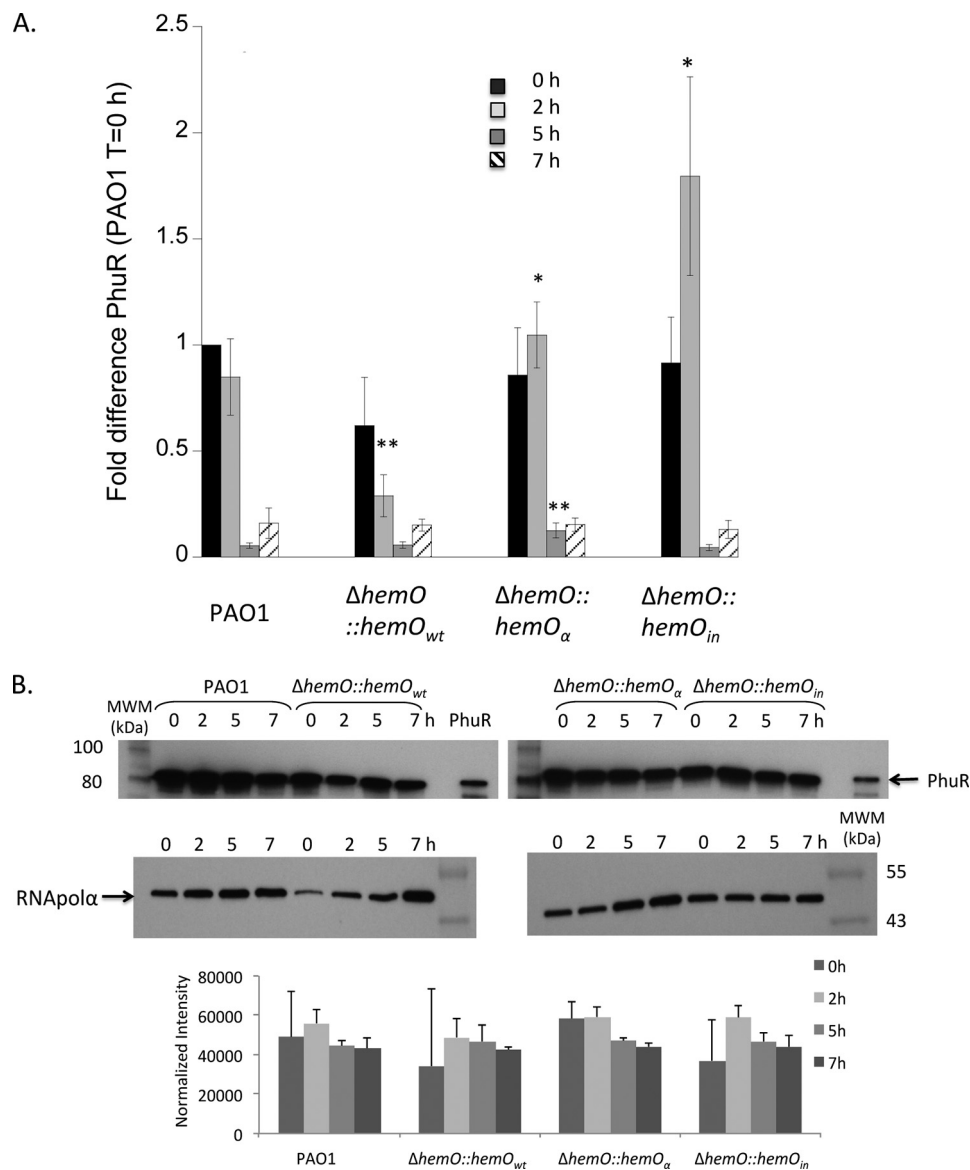 A.
2.5
2
1.5
1
0.5
0
Fold difference PhuR (PAO1 T=0 h)
0 h
2 h
5 h
7 h
*
*
**
**
PAO1
ΔhemO
::hemOwt
ΔhemO::
hemOα
ΔhemO::
hemOin
B.
PAO1
ΔhemO::hemOwt
ΔhemO::hemOα
ΔhemO::hemOin
MWM
(kDa)
0 2 5 7 0 2 5 7 h PhuR
0 2 5 7 0 2 5 7 h
100
80
PhuR
0 2 5 7 0 2 5 7 h
0 2 5 7 0 2 5 7 h
MWM
(kDa)
RNApolα
55
43
Normalized Intensity
80000
60000
40000
20000
0
0h
2h
5h
7h
PAO1
ΔhemO::hemOwt
ΔhemO::hemOα
ΔhemO::hemOin